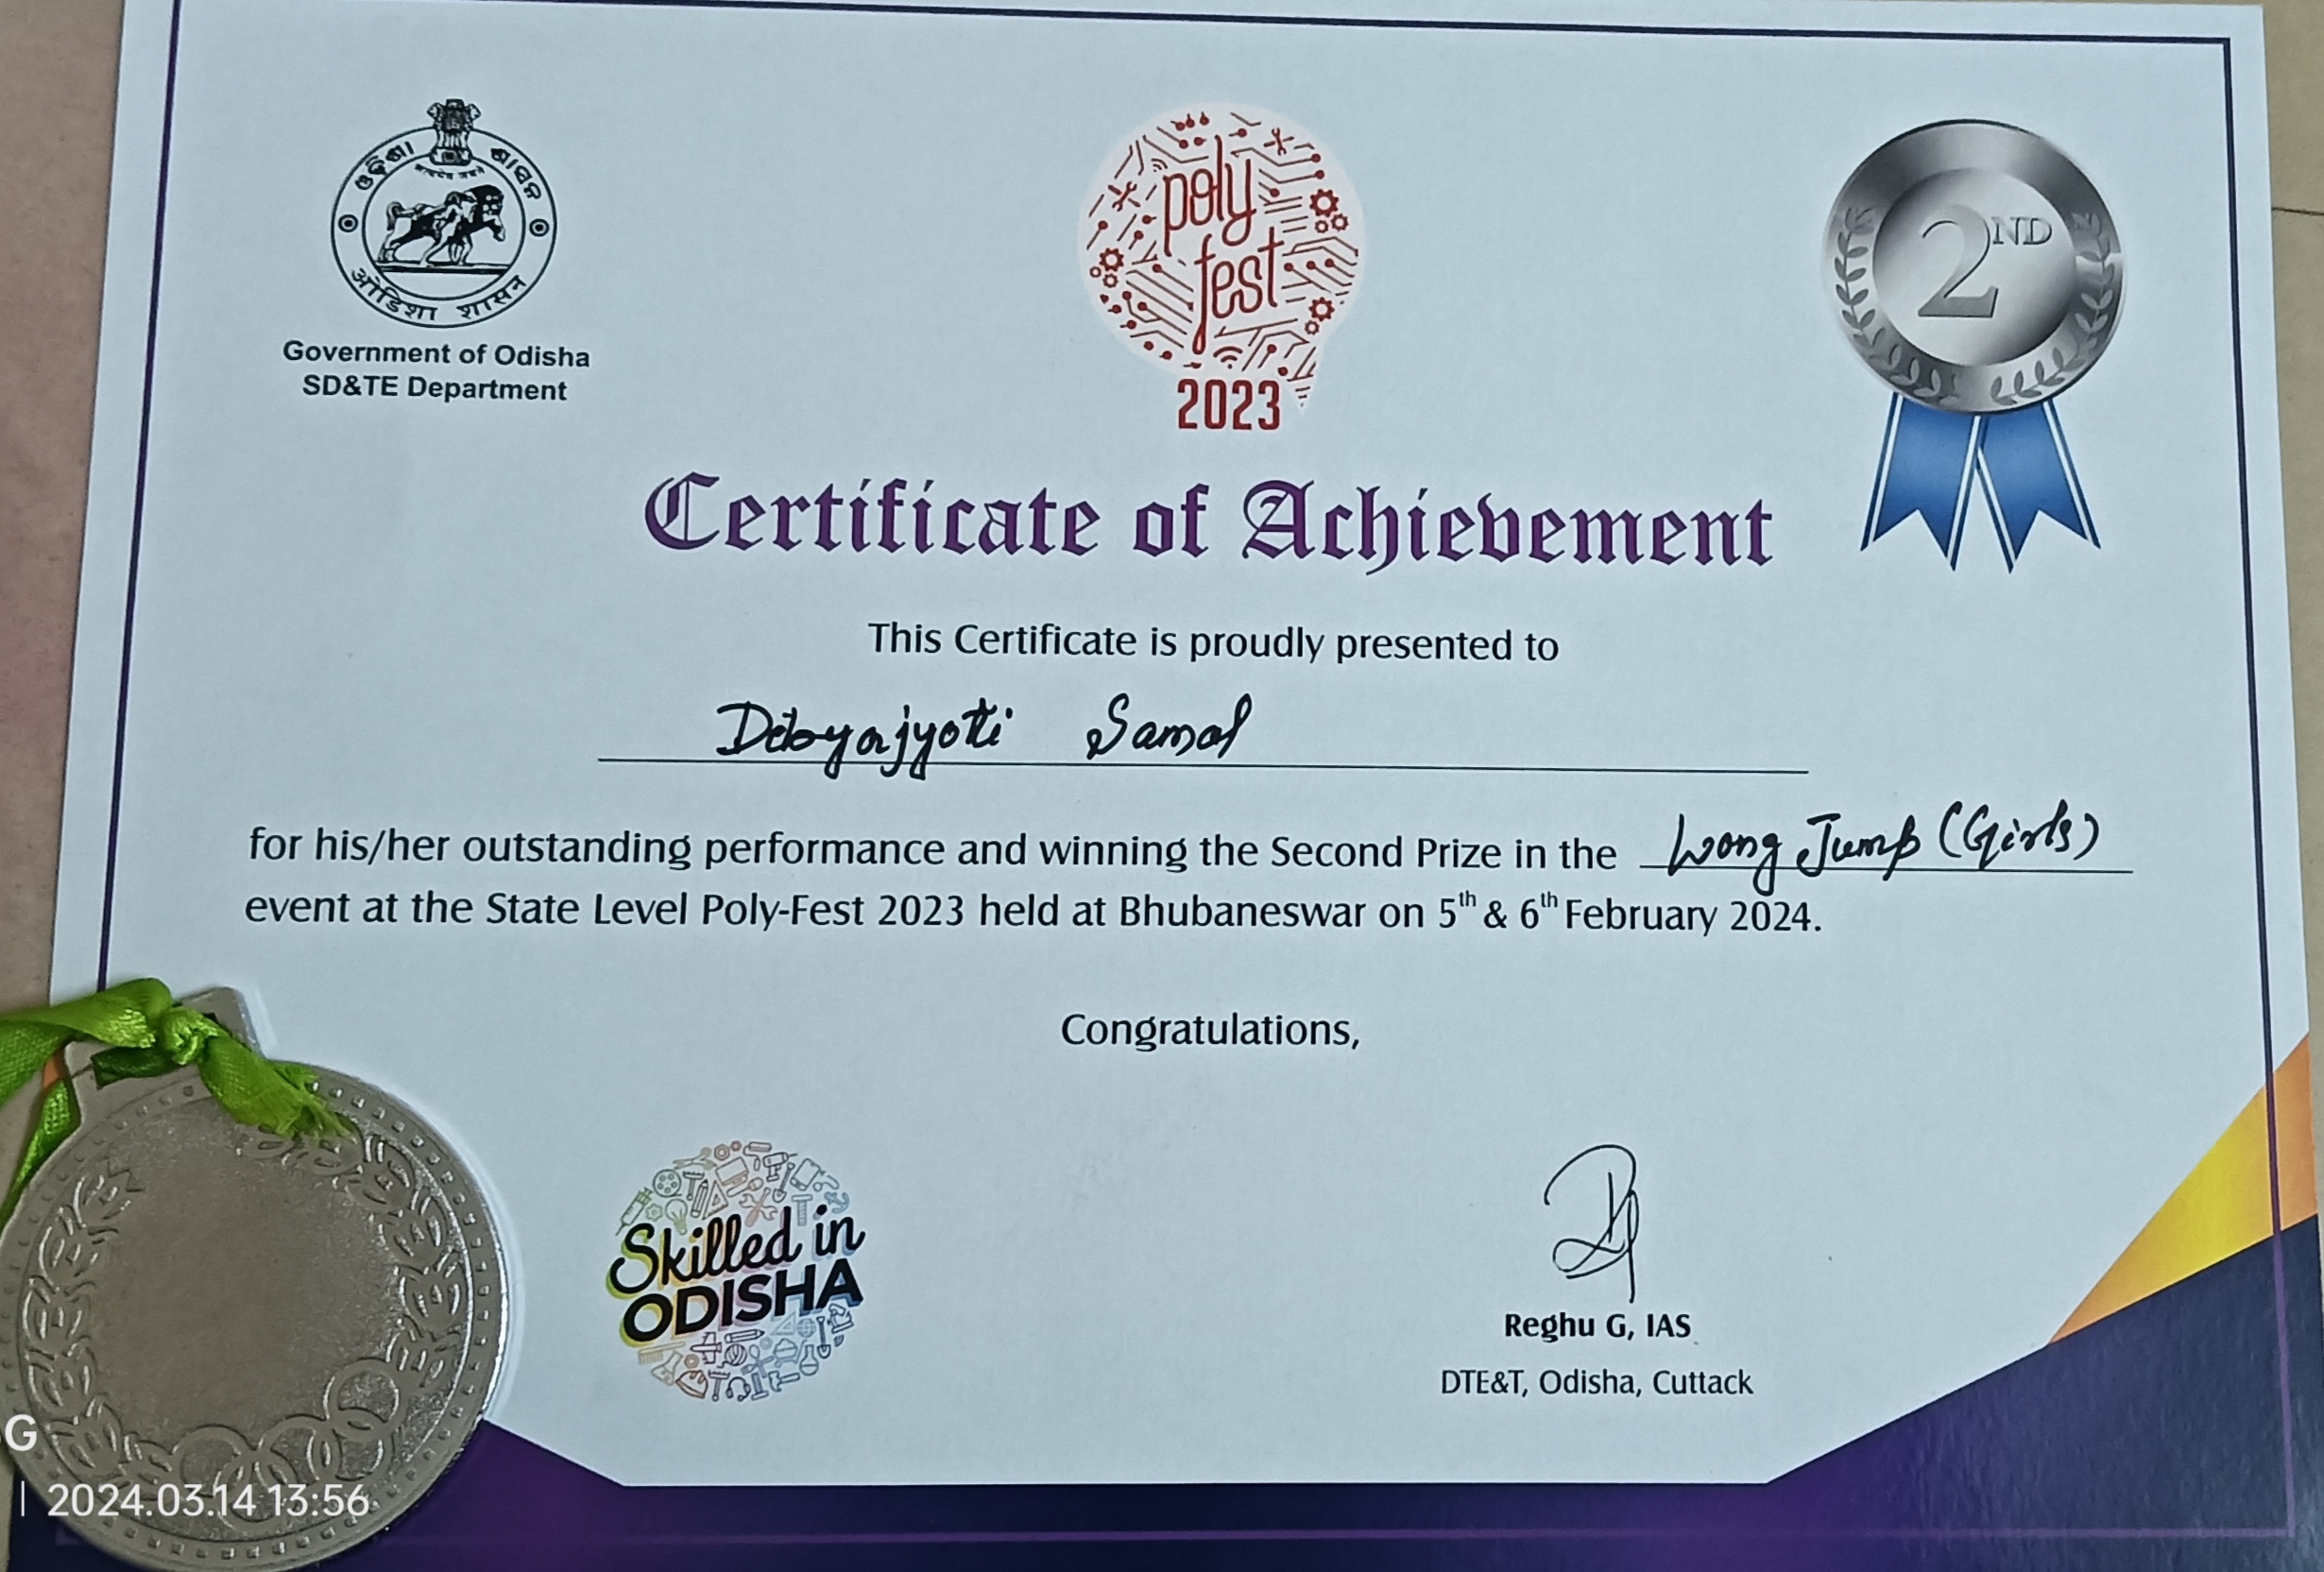 ଓଡ଼ିଶା ଶାସନ
सत्यमेव जयते
ओडिशा शासन
Government of Odisha
SD&TE Department
poly
fest
2023
2ND
Certificate of Achievement
This Certificate is proudly presented to
Debyajyoti Samal
for his/her outstanding performance and winning the Second Prize in the Long Jump (Girls)
event at the State Level Poly-Fest 2023 held at Bhubaneswar on 5th & 6th February 2024.
Congratulations,
Skilled in
ODISHA
Reghu G, IAS
DTE&T, Odisha, Cuttack
G
| 2024.03.14 13:56